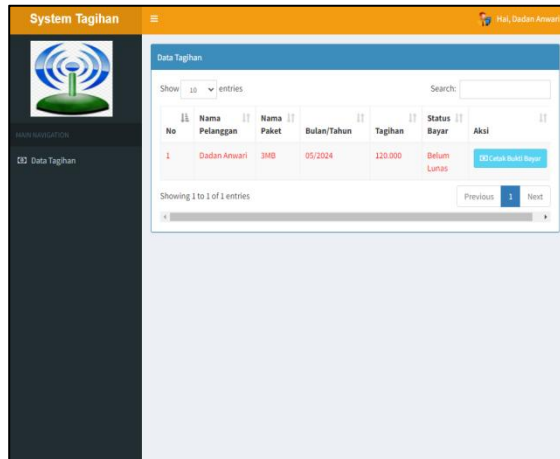 System Tagihan
Hai, Dadan Anwari
MAIN NAVIGATION
Data Tagihan
Data Tagihan
Show 10 entries
Search:
No Nama Pelanggan Nama Paket Bulan/Tahun Tagihan Status Bayar Aksi
1 Dadan Anwari 3MB 05/2024 120.000 Belum Lunas Cetak Bukti Bayar
Showing 1 to 1 of 1 entries
Previous 1 Next